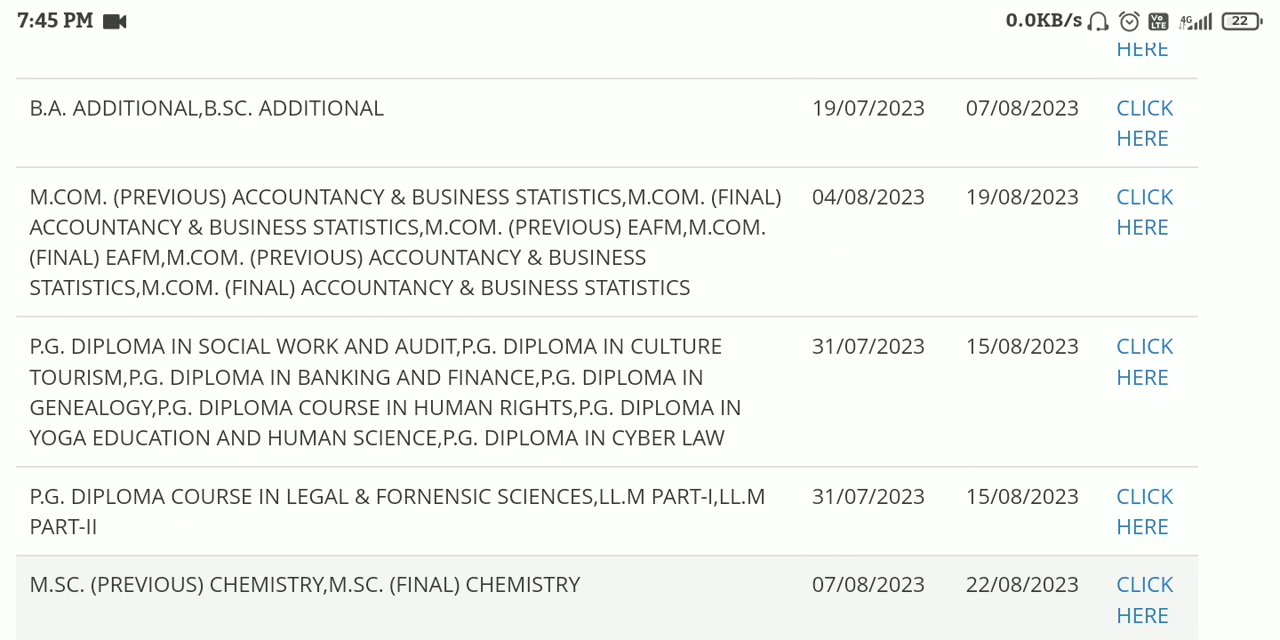 7:45 PM 0.0KB/s Vo LTE 4G 22
HERE
B.A. ADDITIONAL,B.SC. ADDITIONAL 19/07/2023 07/08/2023 CLICK
HERE
M.COM. (PREVIOUS) ACCOUNTANCY & BUSINESS STATISTICS,M.COM. (FINAL) 04/08/2023 19/08/2023 CLICK
ACCOUNTANCY & BUSINESS STATISTICS,M.COM. (PREVIOUS) EAFM,M.COM. HERE
(FINAL) EAFM,M.COM. (PREVIOUS) ACCOUNTANCY & BUSINESS
STATISTICS,M.COM. (FINAL) ACCOUNTANCY & BUSINESS STATISTICS
P.G. DIPLOMA IN SOCIAL WORK AND AUDIT,P.G. DIPLOMA IN CULTURE 31/07/2023 15/08/2023 CLICK
TOURISM,P.G. DIPLOMA IN BANKING AND FINANCE,P.G. DIPLOMA IN HERE
GENEALOGY,P.G. DIPLOMA COURSE IN HUMAN RIGHTS,P.G. DIPLOMA IN
YOGA EDUCATION AND HUMAN SCIENCE,P.G. DIPLOMA IN CYBER LAW
P.G. DIPLOMA COURSE IN LEGAL & FORNENSIC SCIENCES,LL.M PART-I,LL.M 31/07/2023 15/08/2023 CLICK
PART-II HERE
M.SC. (PREVIOUS) CHEMISTRY,M.SC. (FINAL) CHEMISTRY 07/08/2023 22/08/2023 CLICK
HERE